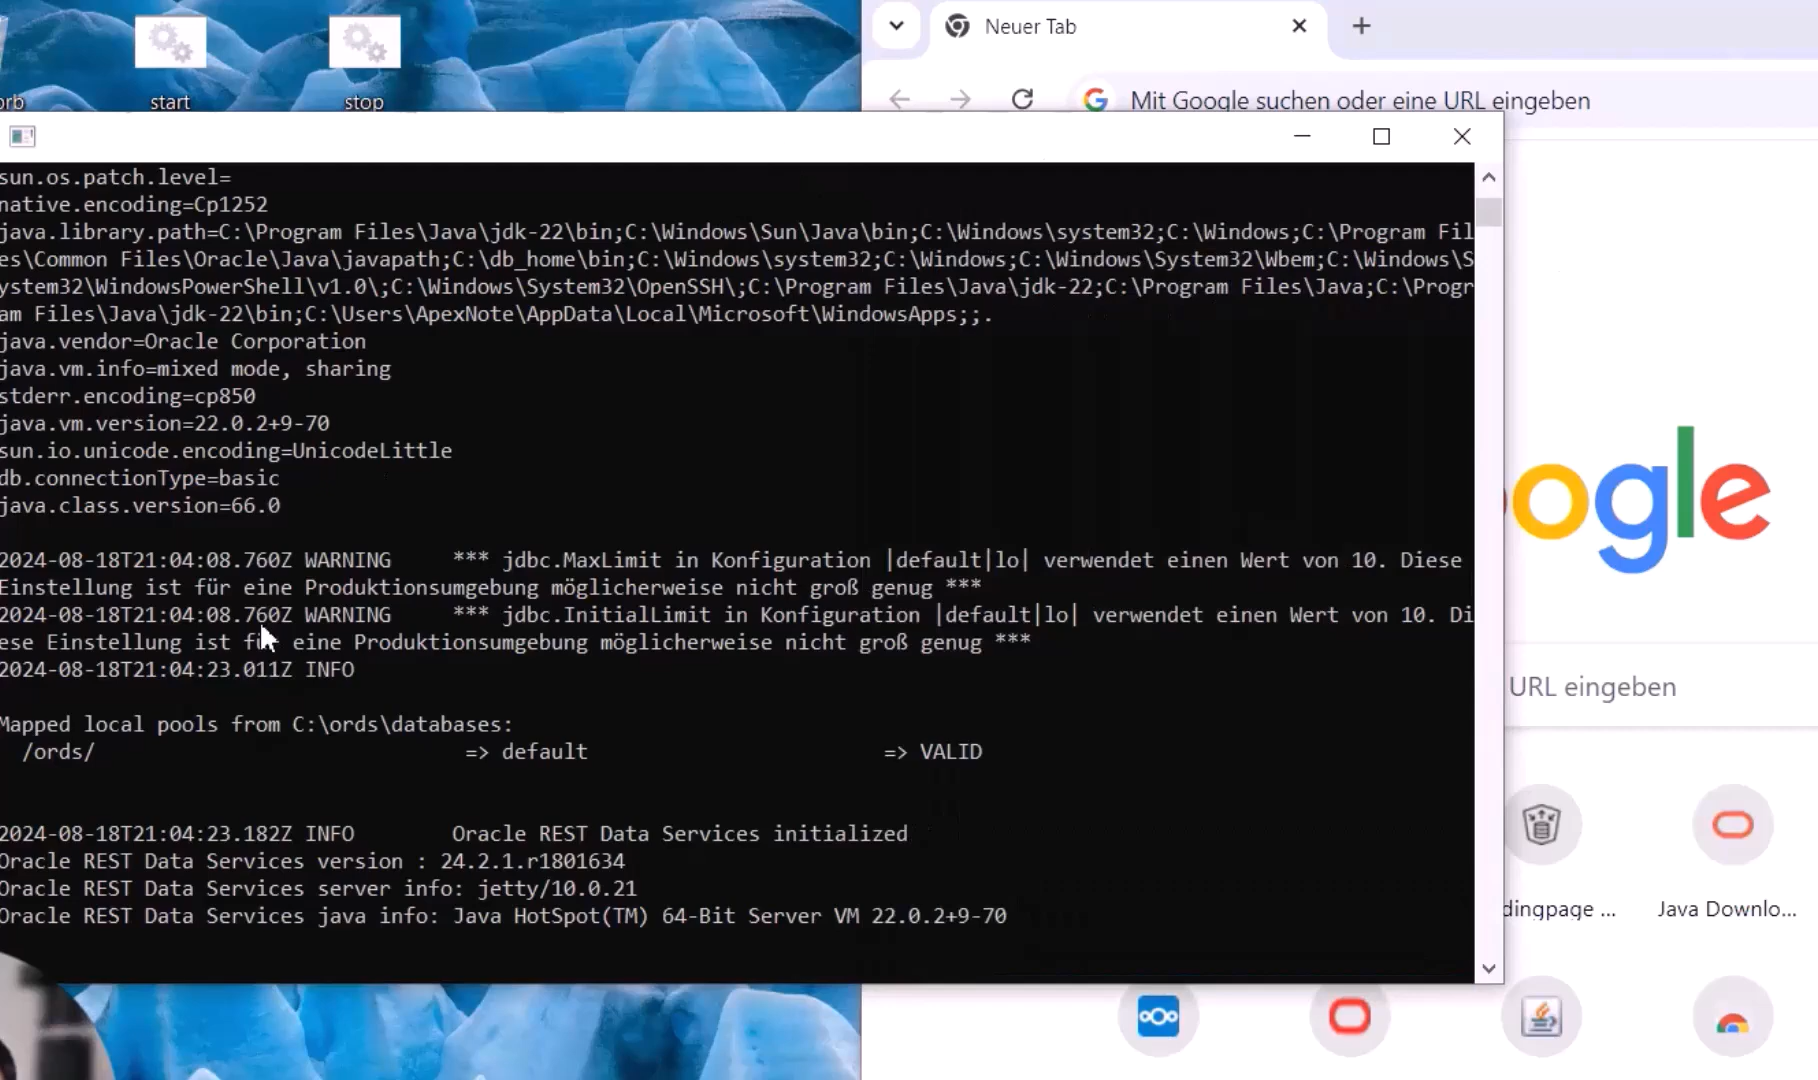 orb
start
stop
Neuer Tab
Mit Google suchen oder eine URL eingeben
sun.os.patch.level=
native.encoding=Cp1252
java.library.path=C:\Program Files\Java\jdk-22\bin;C:\Windows\Sun\Java\bin;C:\Windows\system32;C:\Windows;C:\Program Fil
es\Common Files\Oracle\Java\javapath;C:\db_home\bin;C:\Windows\system32;C:\Windows;C:\Windows\System32\Wbem;C:\Windows\S
ystem32\WindowsPowerShell\v1.0\;C:\Windows\System32\OpenSSH\;C:\Program Files\Java\jdk-22;C:\Program Files\Java;C:\Progr
am Files\Java\jdk-22\bin;C:\Users\ApexNote\AppData\Local\Microsoft\WindowsApps;;.
java.vendor=Oracle Corporation
java.vm.info=mixed mode, sharing
stderr.encoding=cp850
java.vm.version=22.0.2+9-70
sun.io.unicode.encoding=UnicodeLittle
db.connectionType=basic
java.class.version=66.0
2024-08-18T21:04:08.760Z WARNING     *** jdbc.MaxLimit in Konfiguration |default|lo| verwendet einen Wert von 10. Diese
Einstellung ist für eine Produktionsumgebung möglicherweise nicht groß genug ***
2024-08-18T21:04:08.760Z WARNING     *** jdbc.InitialLimit in Konfiguration |default|lo| verwendet einen Wert von 10. Di
ese Einstellung ist für eine Produktionsumgebung möglicherweise nicht groß genug ***
2024-08-18T21:04:23.011Z INFO
Mapped local pools from C:\ords\databases:
/ords/                              => default                        => VALID
2024-08-18T21:04:23.182Z INFO        Oracle REST Data Services initialized
Oracle REST Data Services version : 24.2.1.r1801634
Oracle REST Data Services server info: jetty/10.0.21
Oracle REST Data Services java info: Java HotSpot(TM) 64-Bit Server VM 22.0.2+9-70
ogle
URL eingeben
dingpage ...
Java Downlo...